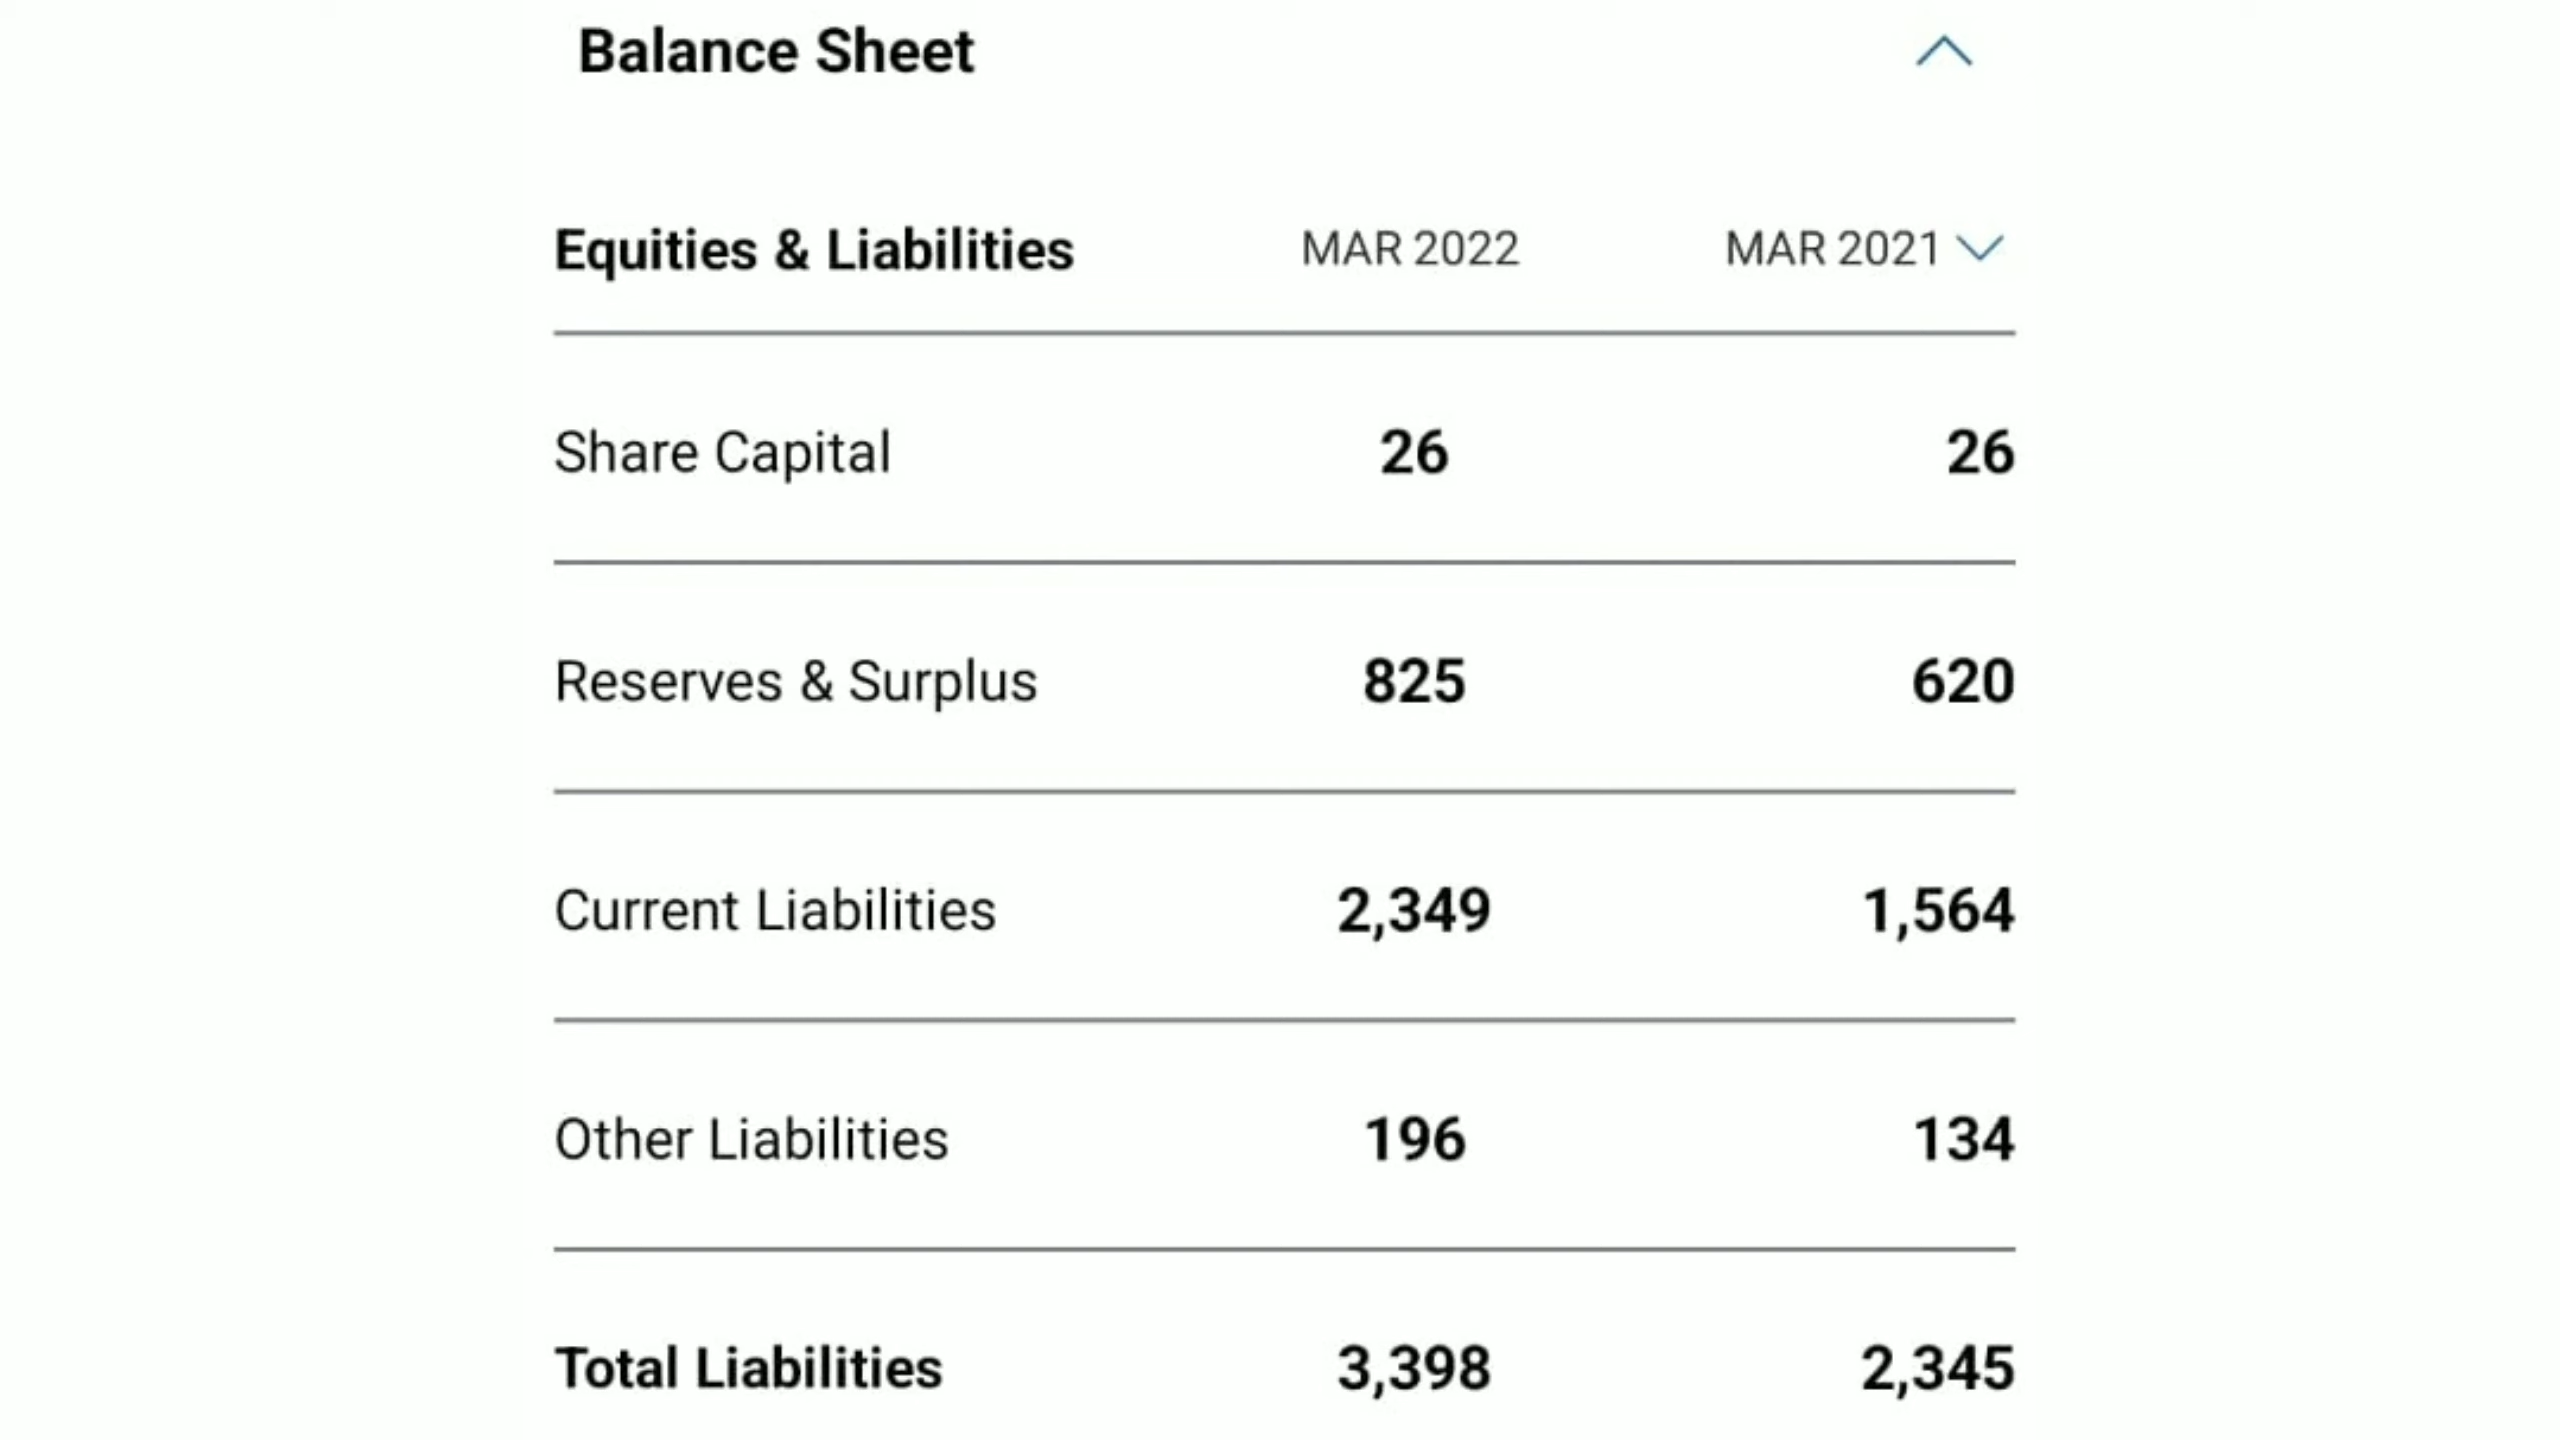 Balance Sheet
Equities & Liabilities MAR 2022 MAR 2021
Share Capital 26 26
Reserves & Surplus 825 620
Current Liabilities 2,349 1,564
Other Liabilities 196 134
Total Liabilities 3,398 2,345